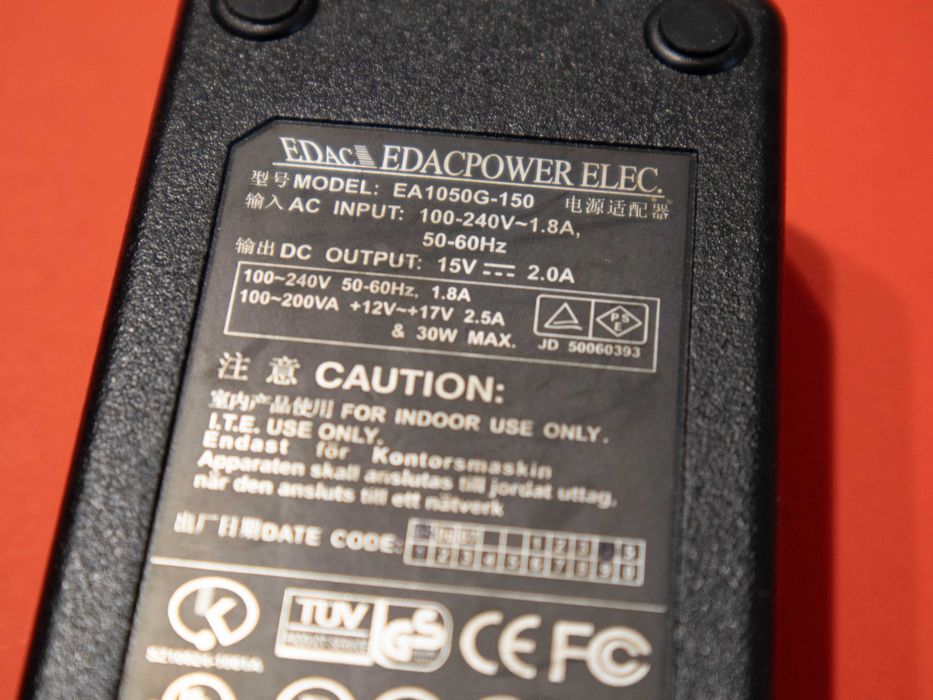 EDAC EDACPOWER ELEC.
型号 MODEL: EA1050G-150 电源适配器
输入 AC INPUT: 100-240V~1.8A,
50-60Hz
输出 DC OUTPUT: 15V 2.0A
100~240V 50-60Hz, 1.8A
100~200VA +12V~+17V 2.5A
& 30W MAX.
PSE
JD 50060393
注意 CAUTION:
室内产品使用 FOR INDOOR USE ONLY.
I.T.E. USE ONLY.
Endast för Kontorsmaskin
Apparaten skall anslutas till jordat uttag,
när den ansluts till ett nätverk
出厂日期 DATE CODE:
1 2 3 5
2 3 4 5 6 7 8 9 0
TUV
PRODUCT SERVICE
GS
CE FC